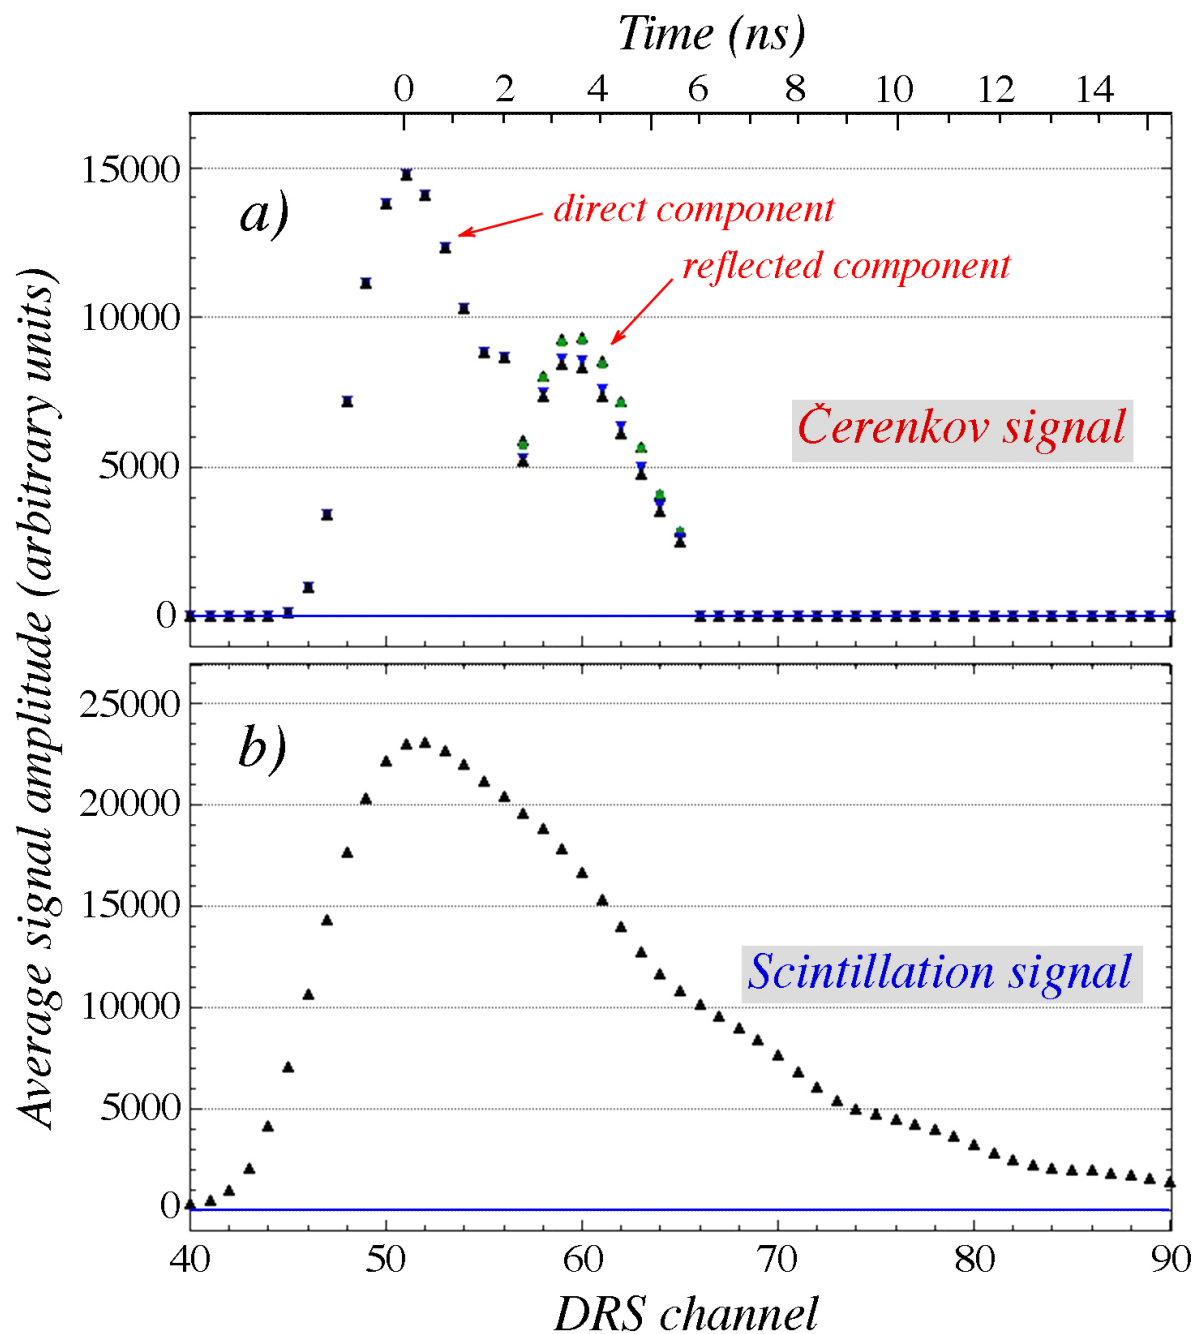 Time (ns)
0 2 4 6 8 10 12 14
15000
a)
direct component
reflected component
10000
Čerenkov signal
5000
0
Average signal amplitude (arbitrary units)
25000
b)
20000
15000
Scintillation signal
10000
5000
0
40 50 60 70 80 90
DRS channel